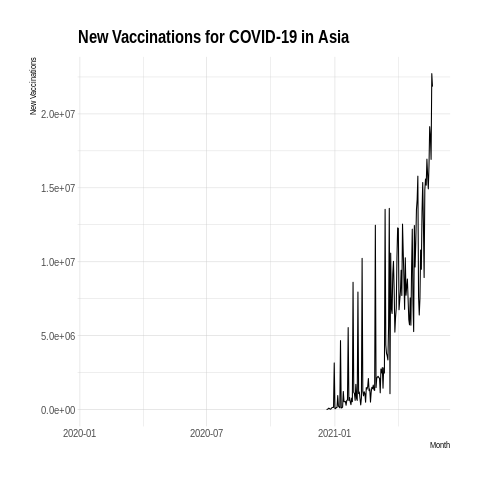 New Vaccinations for COVID-19 in Asia
New Vaccinations
2.0e+07
1.5e+07
1.0e+07
5.0e+06
0.0e+00
2020-01
2020-07
2021-01
Month